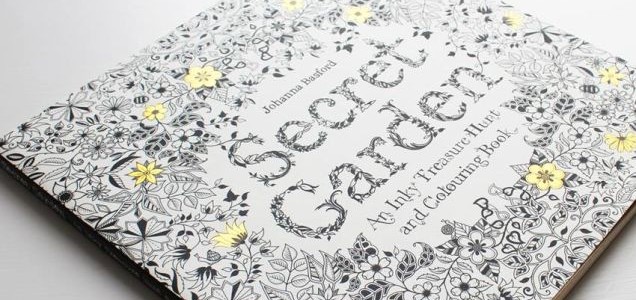 Johanna Basford
Secret
Garden
An Inky Treasure Hunt
and Colouring Book